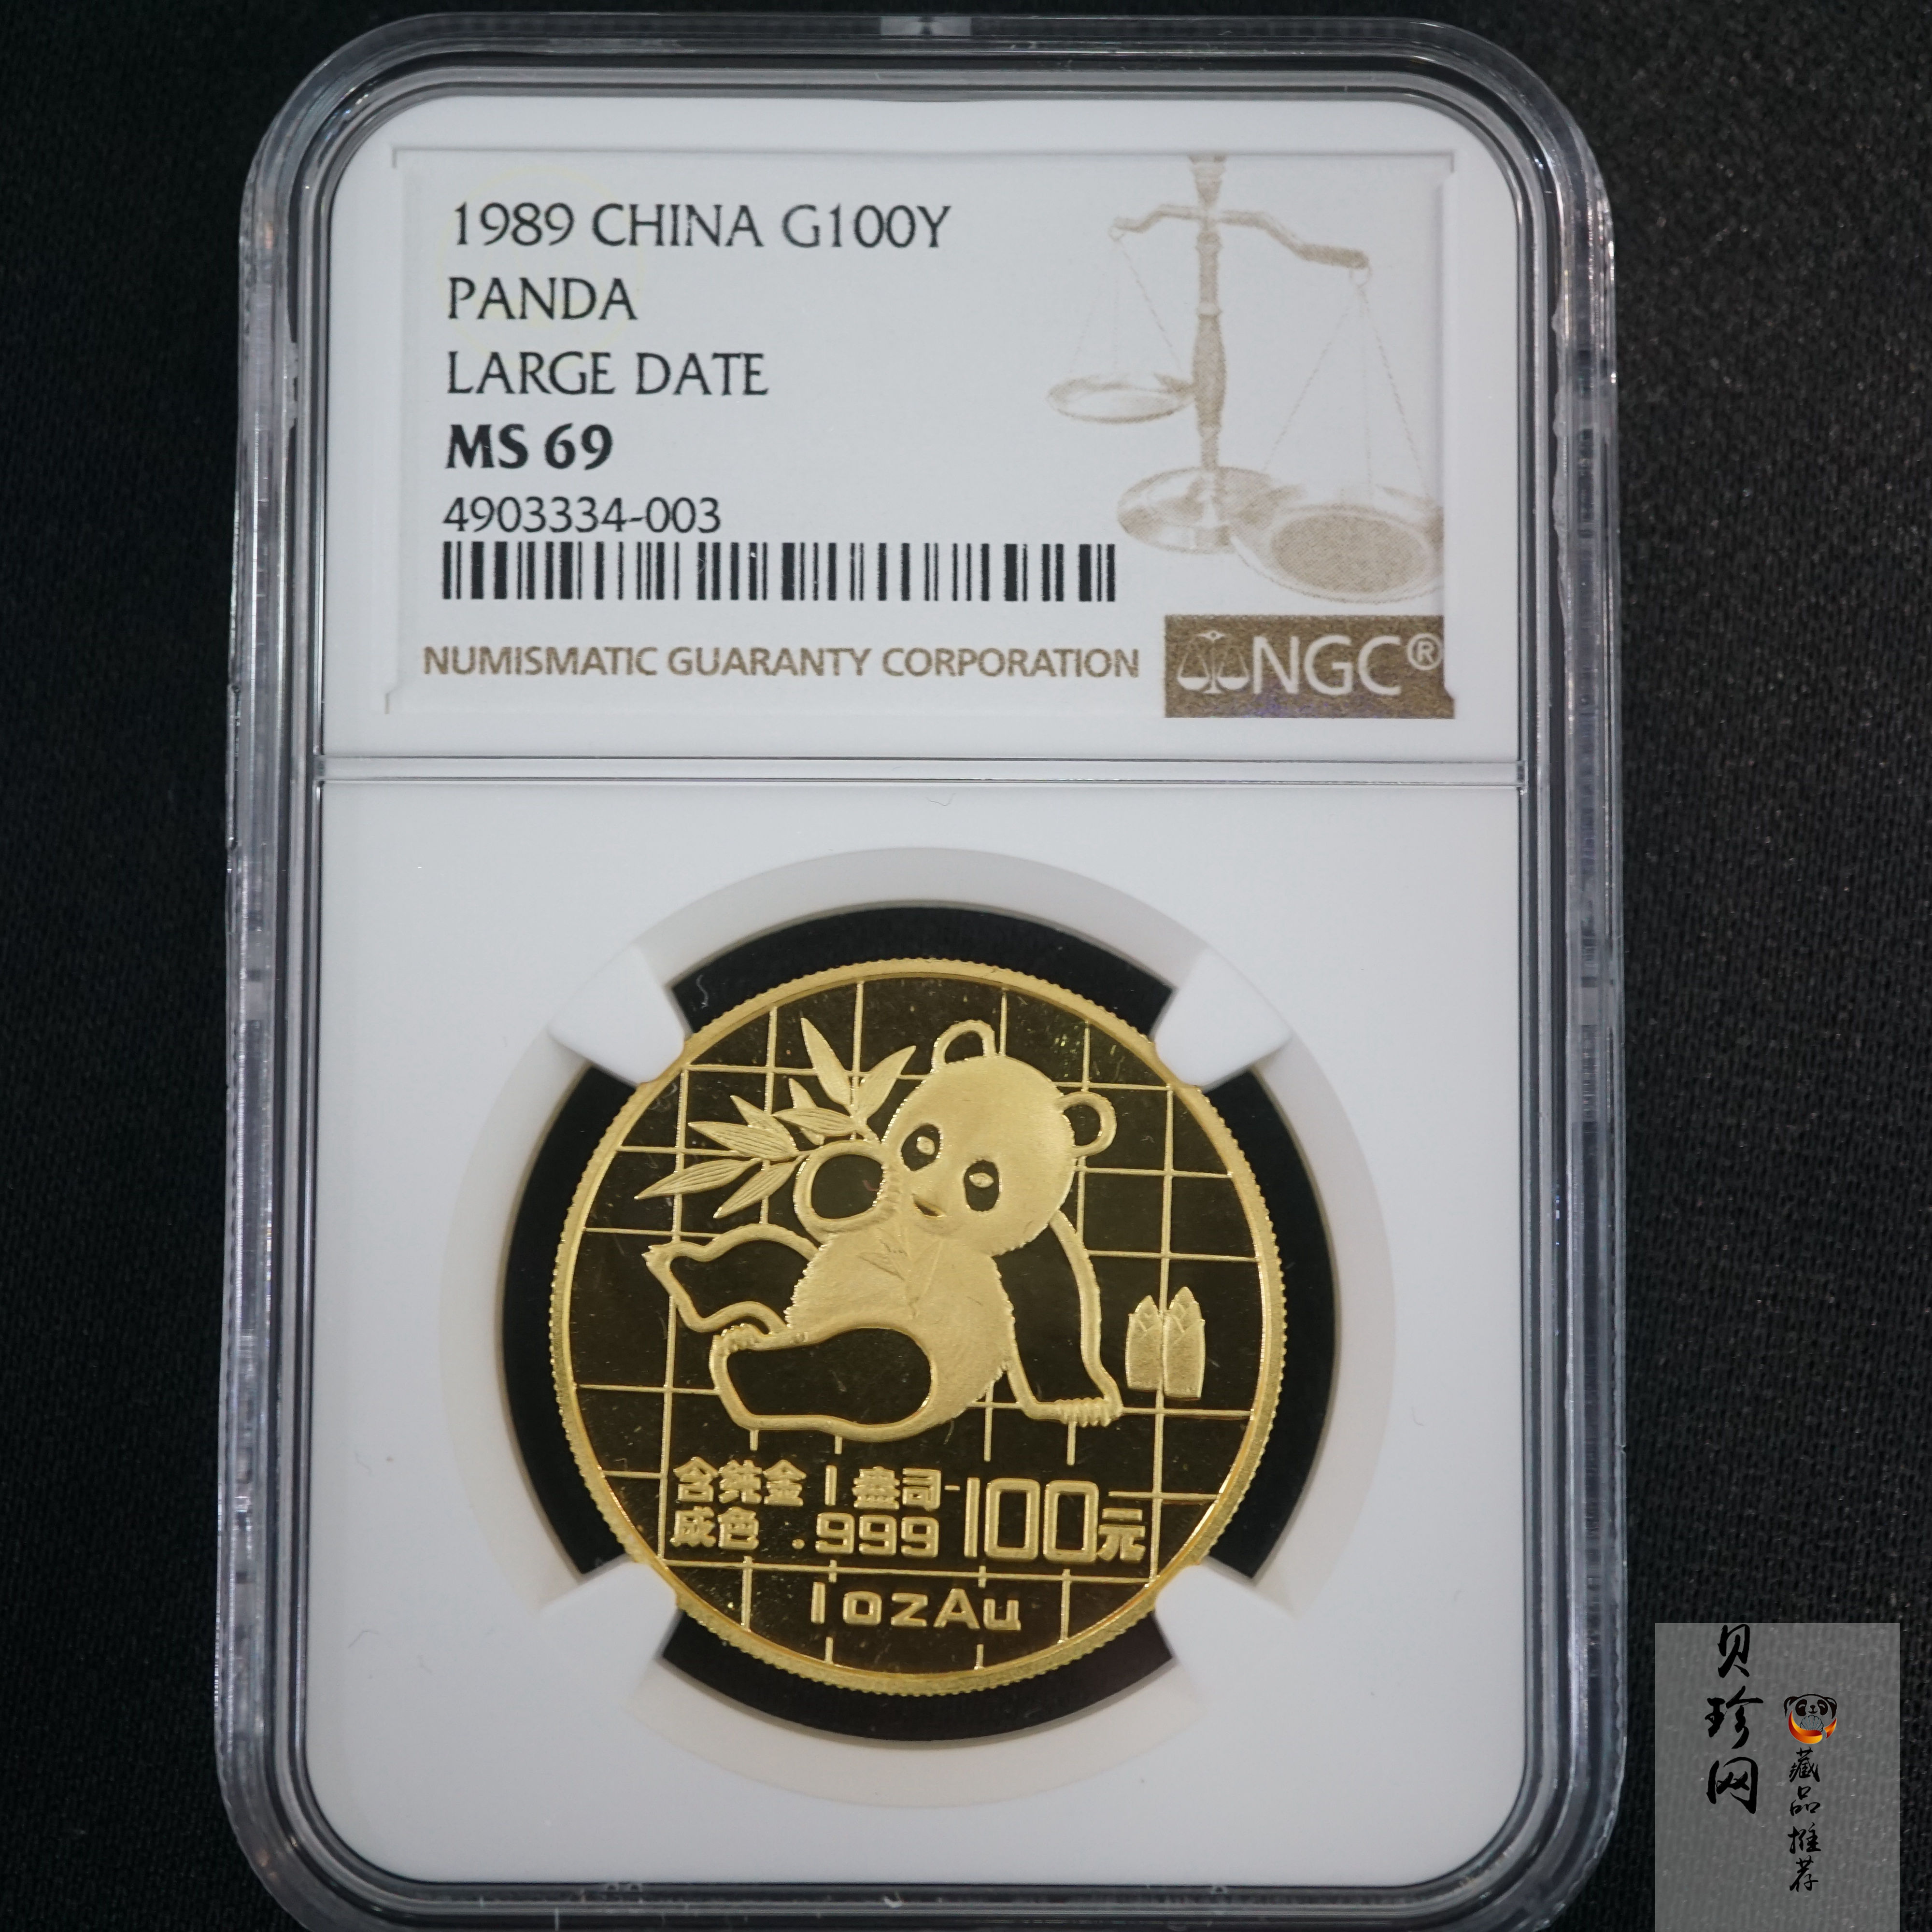 1989 CHINA G100Y
PANDA
LARGE DATE
MS 69
4903334-003
NUMISMATIC GUARANTY CORPORATION
NGC®
含纯金 1 盎司
成色 .999
100元
1ozAu
贝珍网
藏品推荐